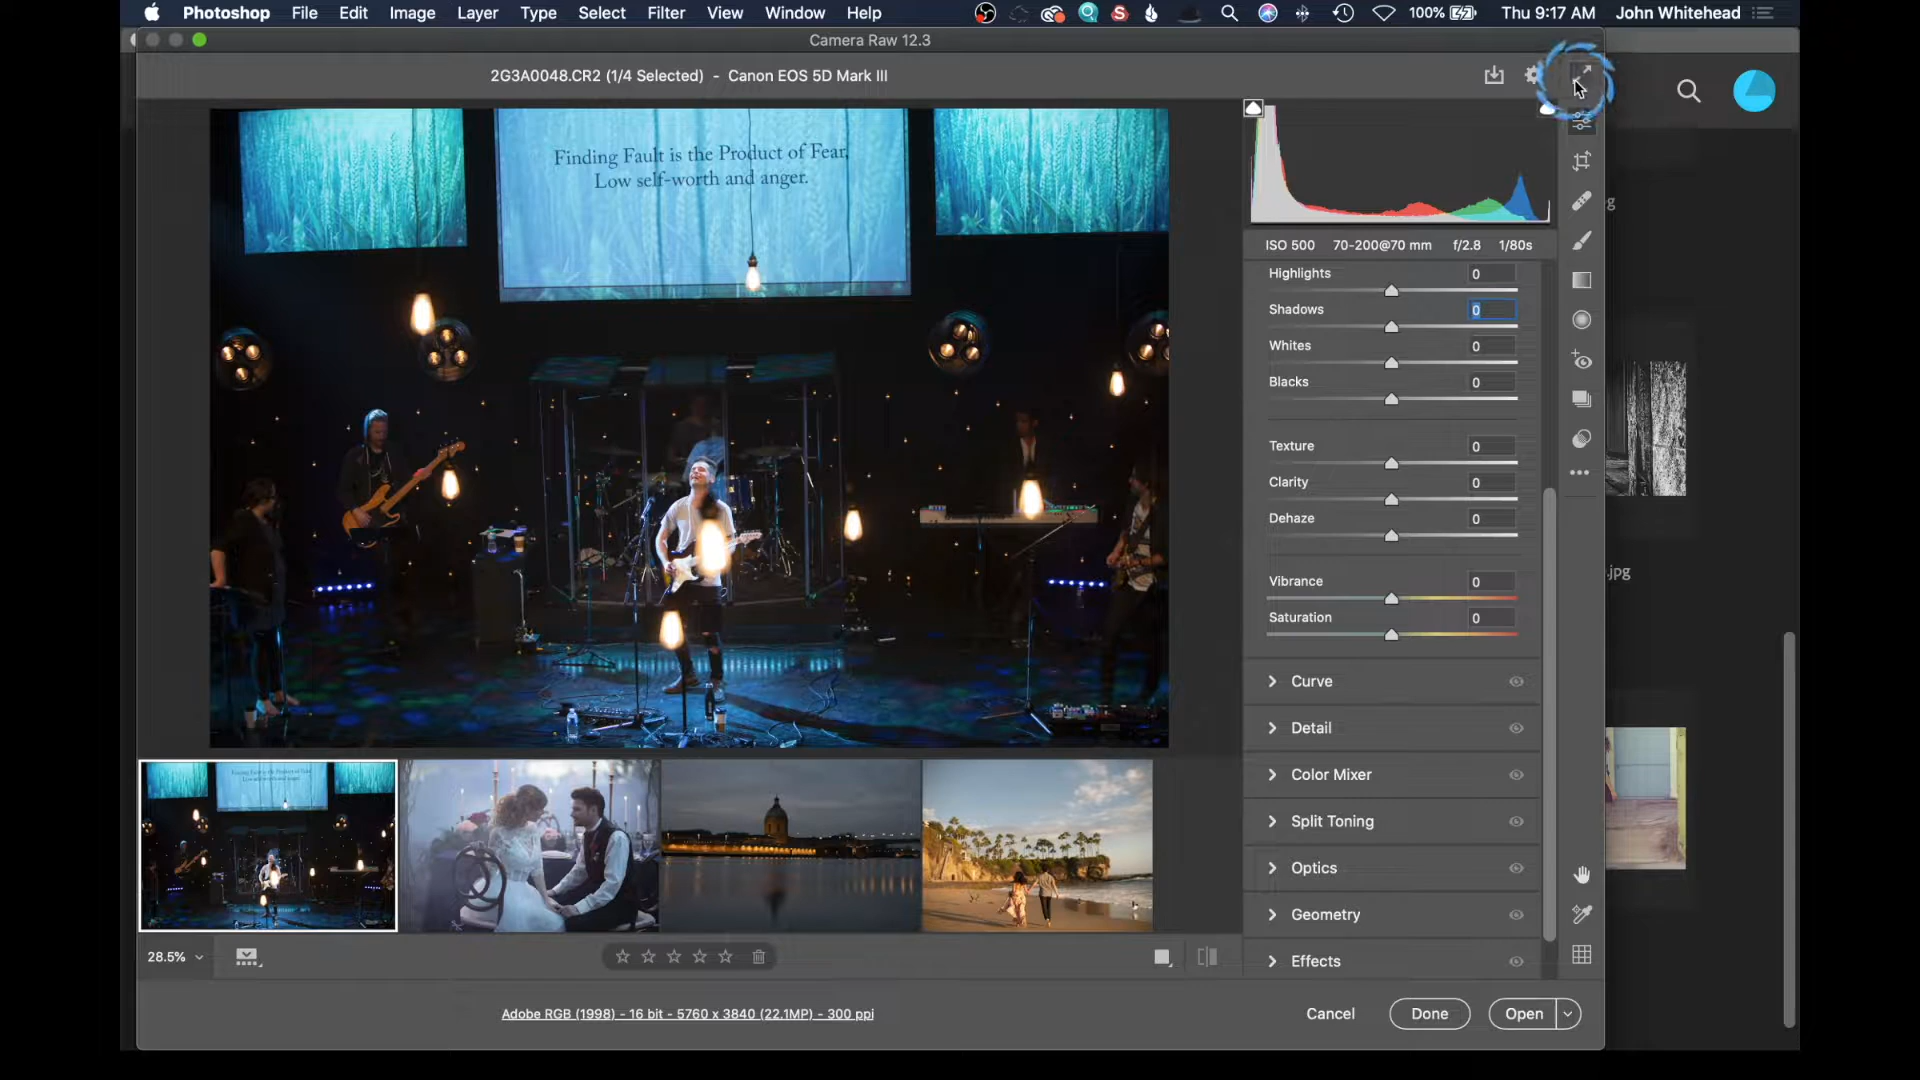 Photoshop File Edit Image Layer Type Select Filter View Window Help 100% Thu 9:17 AM John Whitehead
Camera Raw 12.3
2G3A0048.CR2 (1/4 Selected) - Canon EOS 5D Mark III
Finding Fault is the Product of Fear,
Low self-worth and anger.
ISO 500 70-200@70 mm f/2.8 1/80s
Highlights 0
Shadows 0
Whites 0
Blacks 0
Texture 0
Clarity 0
Dehaze 0
Vibrance 0
Saturation 0
Curve
Detail
Color Mixer
Split Toning
Optics
Geometry
Effects
.jpg
28.5%
Adobe RGB (1998) - 16 bit - 5760 x 3840 (22.1MP) - 300 ppi
Cancel Done Open